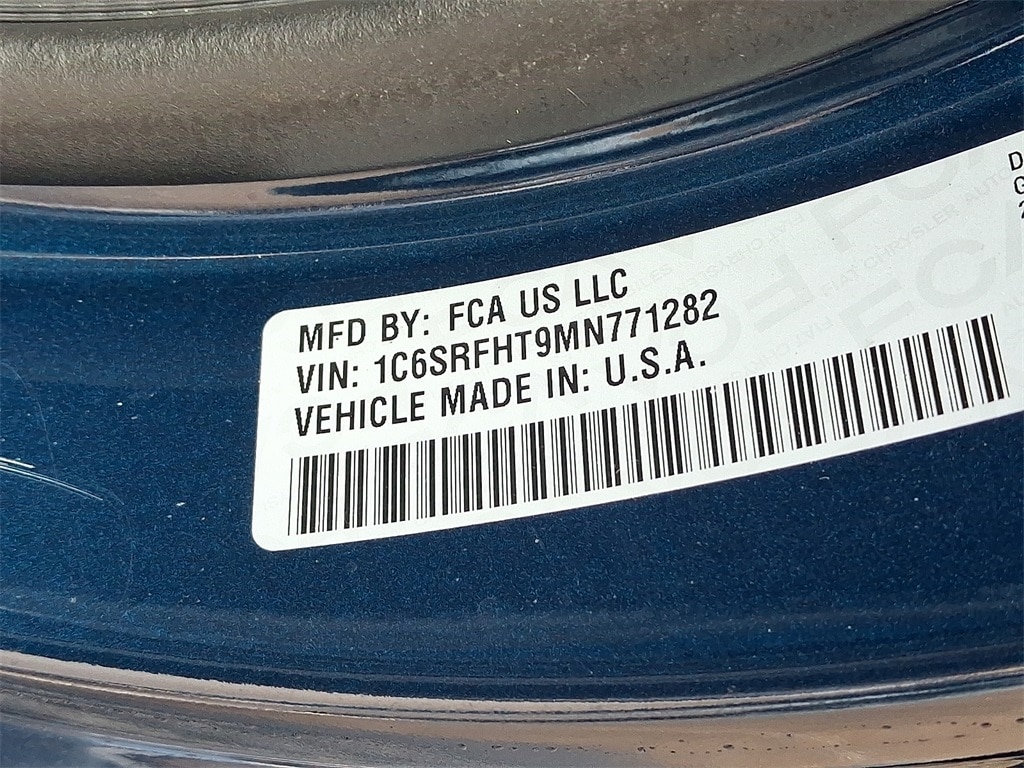 MFD BY: FCA US LLC
VIN: 1C6SRFHT9MN771282
VEHICLE MADE IN: U.S.A.